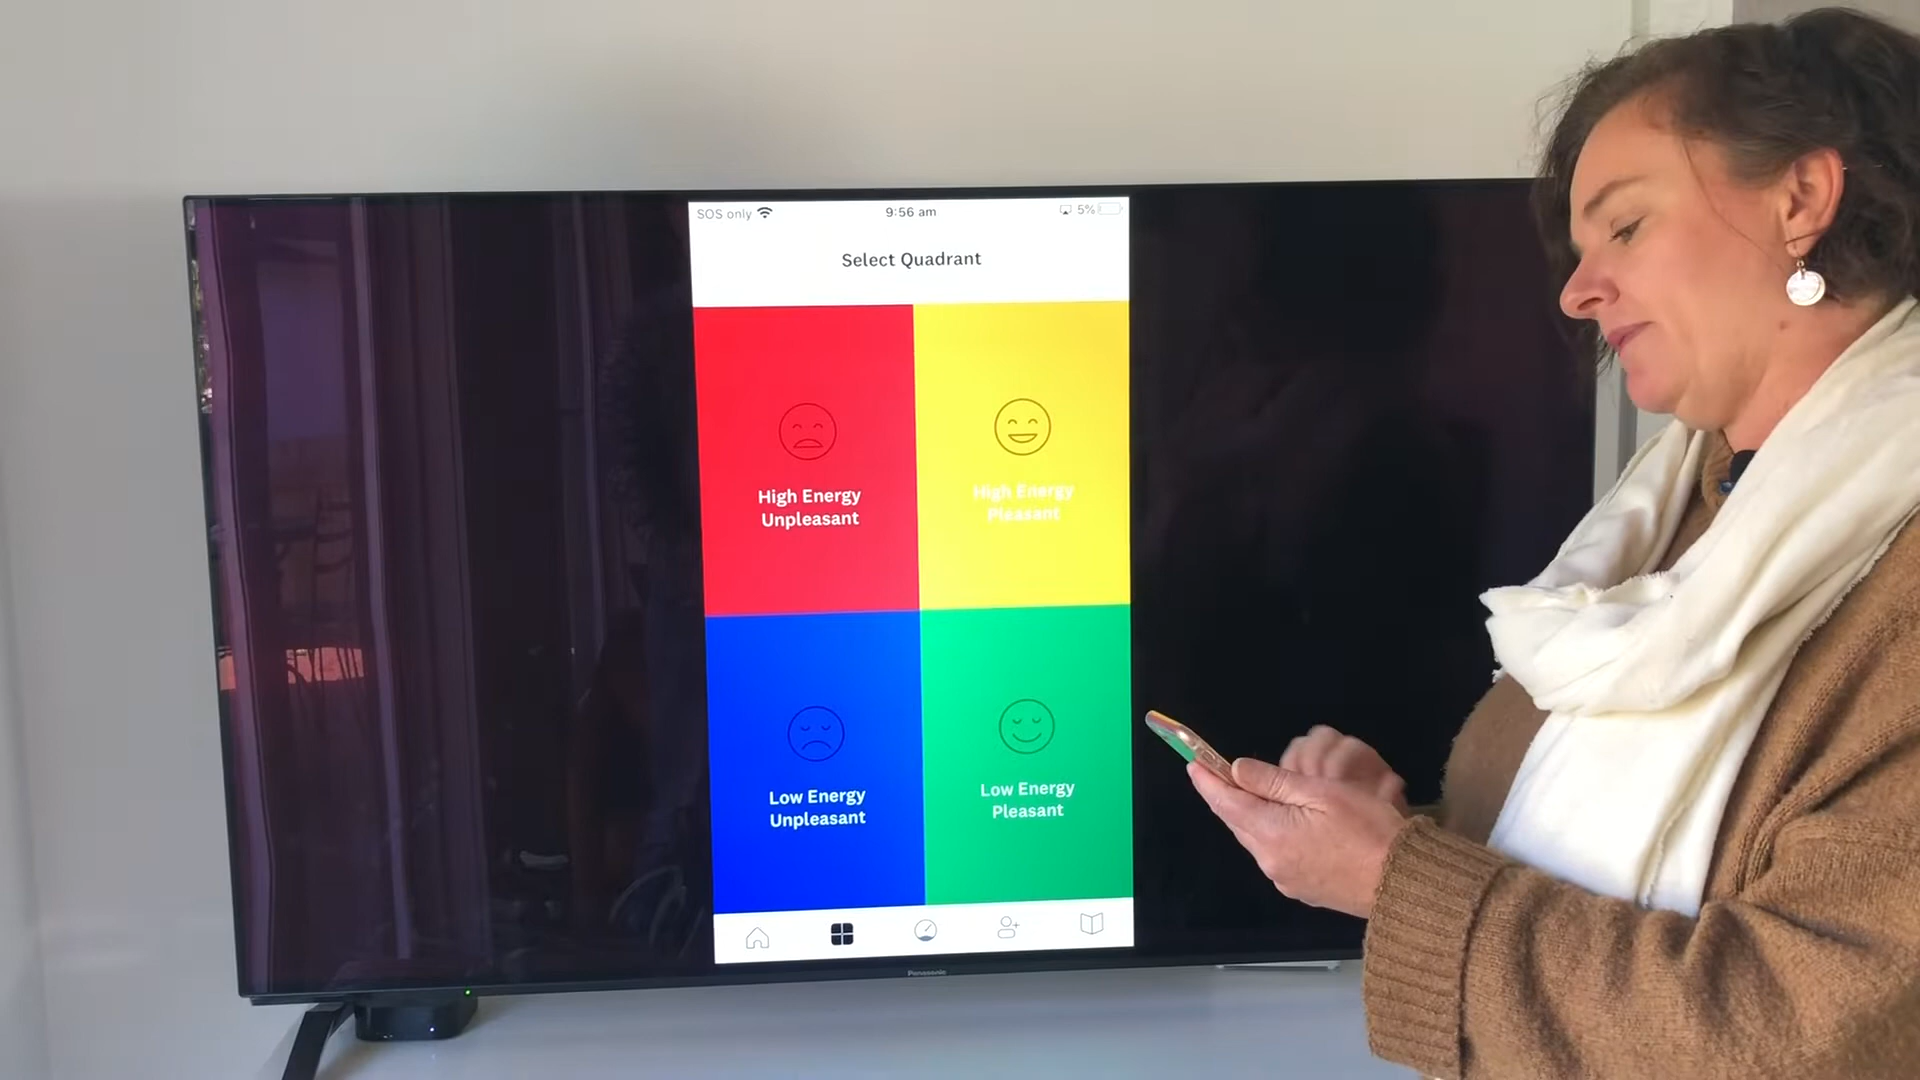 SOS only 9:56 am 5%
Select Quadrant
High Energy
Unpleasant
High Energy
Pleasant
Low Energy
Unpleasant
Low Energy
Pleasant
Panasonic